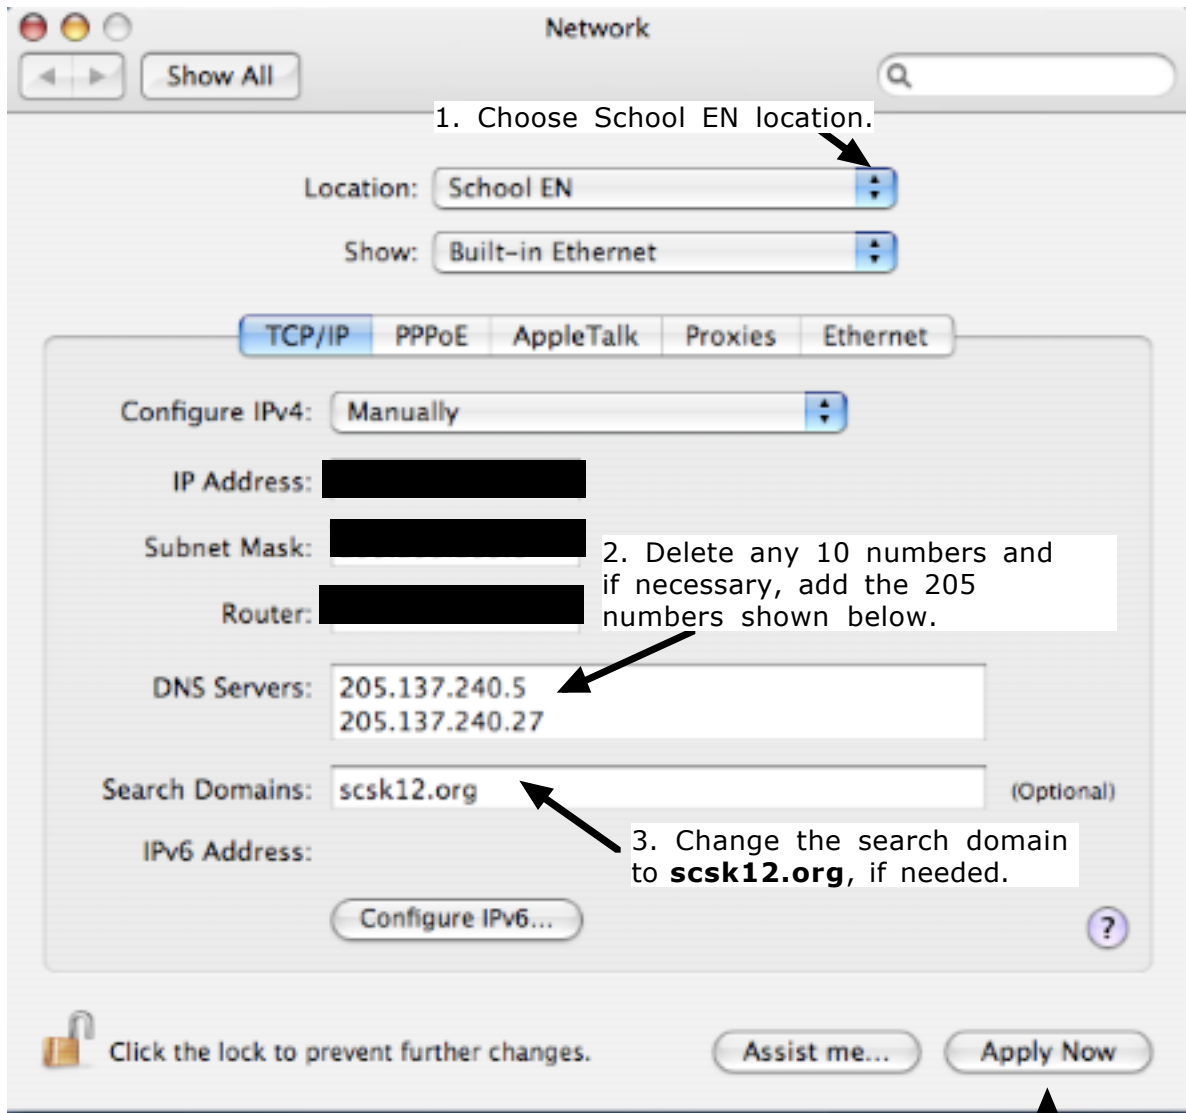 Network
Show All
1. Choose School EN location.
Location: School EN
Show: Built-in Ethernet
TCP/IP PPPoE AppleTalk Proxies Ethernet
Configure IPv4: Manually
IP Address:
Subnet Mask:
2. Delete any 10 numbers and
if necessary, add the 205
numbers shown below.
Router:
DNS Servers: 205.137.240.5
205.137.240.27
Search Domains: scsk12.org (Optional)
3. Change the search domain
to scsk12.org, if needed.
IPv6 Address:
Configure IPv6...
?
Click the lock to prevent further changes. Assist me... Apply Now